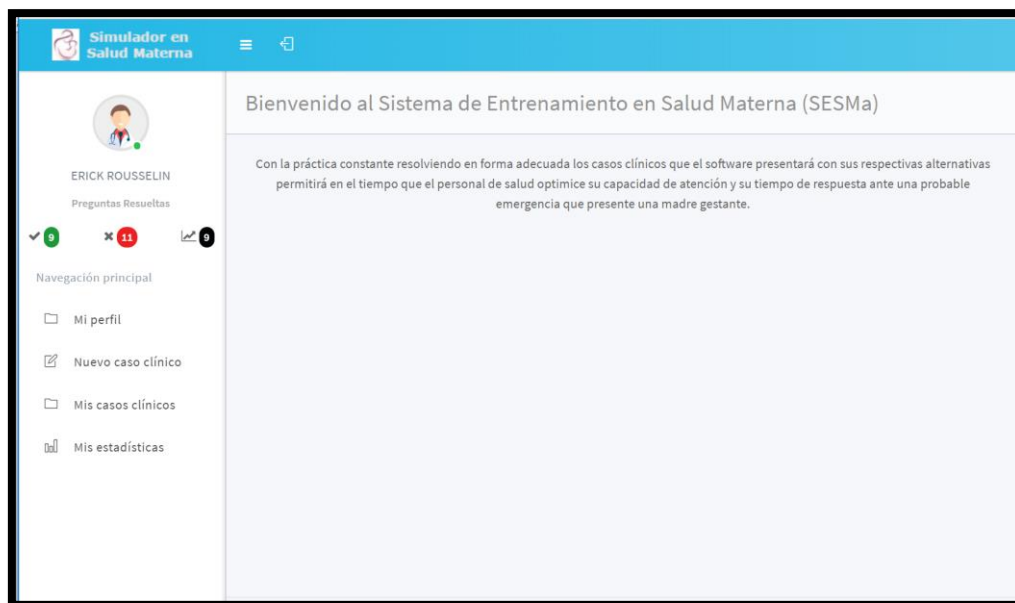 Simulador en
Salud Materna
Bienvenido al Sistema de Entrenamiento en Salud Materna (SESMa)
ERICK ROUSSELIN
Preguntas Resueltas
9 11 9
Navegación principal
Mi perfil
Nuevo caso clínico
Mis casos clínicos
Mis estadísticas
Con la práctica constante resolviendo en forma adecuada los casos clínicos que el software presentará con sus respectivas alternativas
permitirá en el tiempo que el personal de salud optimice su capacidad de atención y su tiempo de respuesta ante una probable
emergencia que presente una madre gestante.